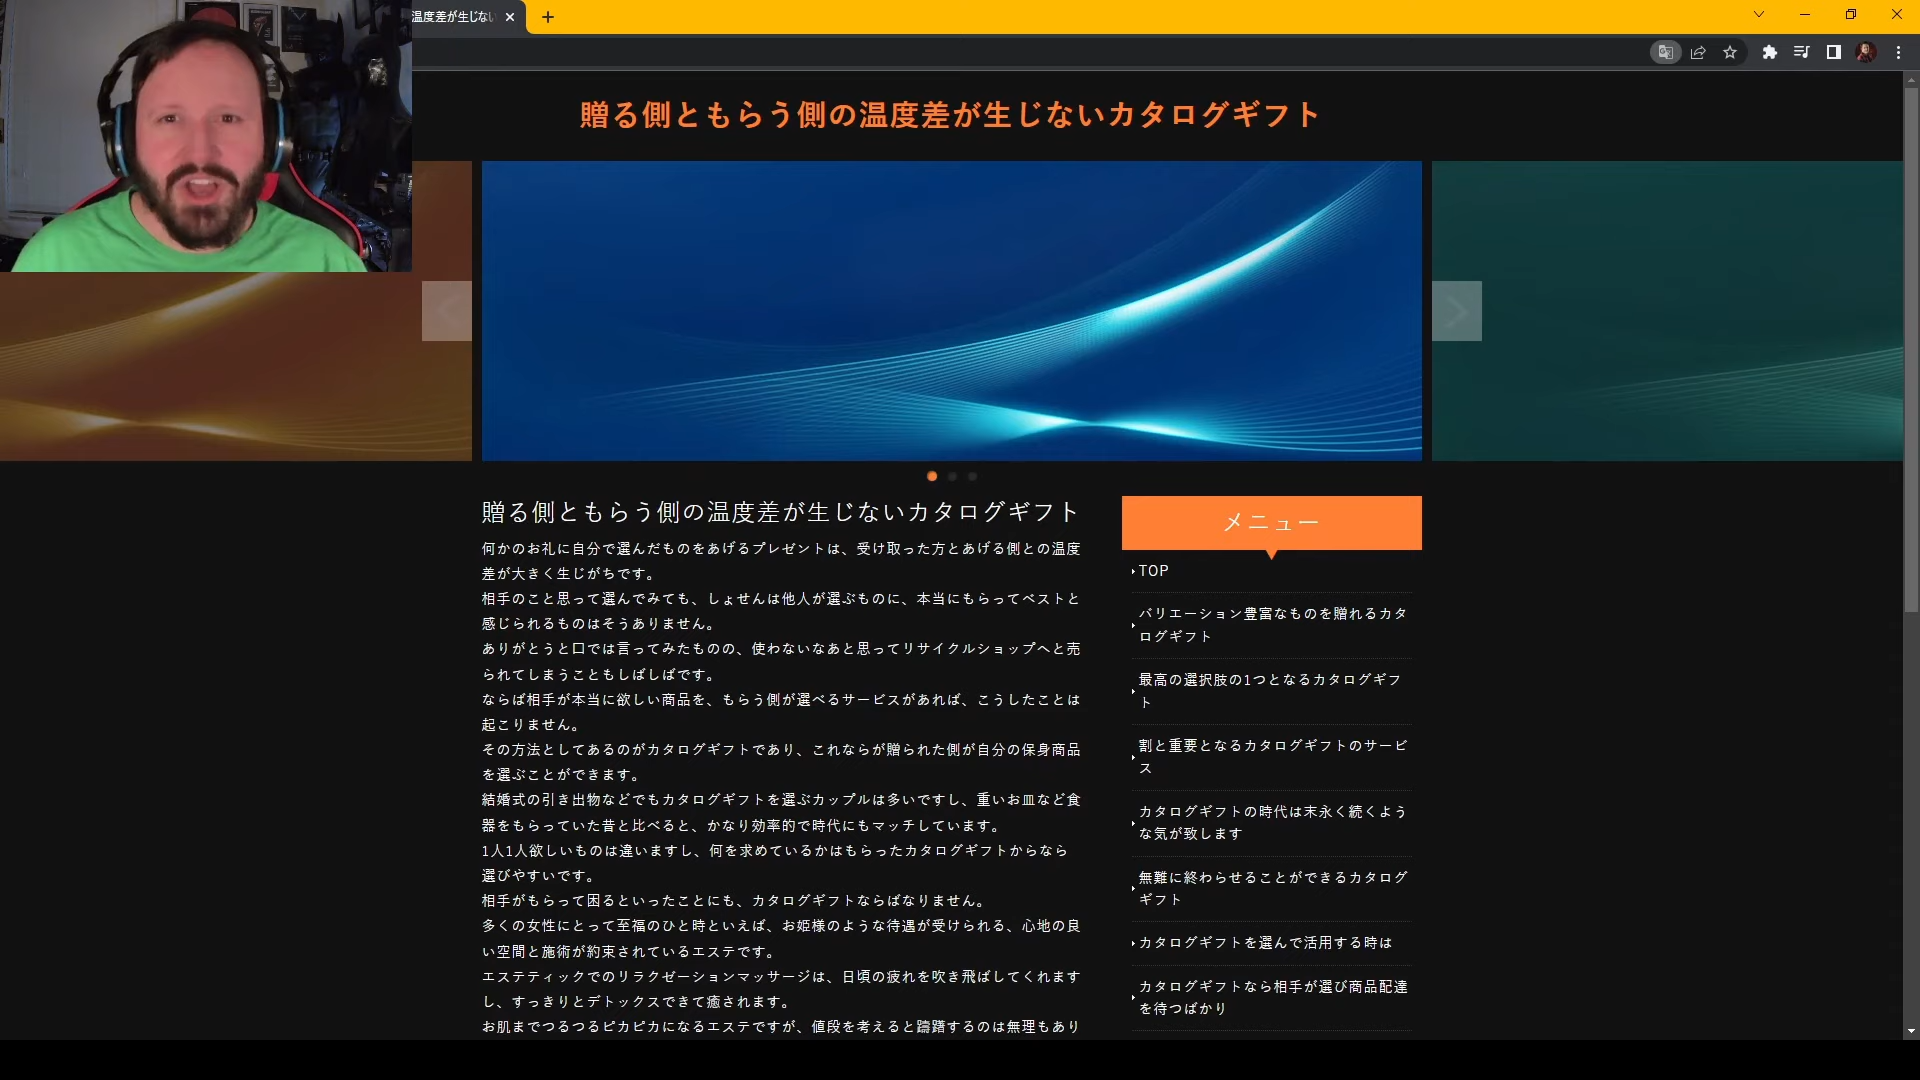 温度差が生じない
贈る側ともらう側の温度差が生じないカタログギフト
贈る側ともらう側の温度差が生じないカタログギフト
何かのお礼に自分で選んだものをあげるプレゼントは、受け取った方とあげる側との温度
差が大きく生じがちです。
相手のこと思って選んでみても、しょせんは他人が選ぶものに、本当にもらってベストと
感じられるものはそうありません。
ありがとうと口では言ってみたものの、使わないなあと思ってリサイクルショップへと売
られてしまうこともしばしばです。
ならば相手が本当に欲しい商品を、もらう側が選べるサービスがあれば、こうしたことは
起こりません。
その方法としてあるのがカタログギフトであり、これならが贈られた側が自分の保身商品
を選ぶことができます。
結婚式の引き出物などでもカタログギフトを選ぶカップルは多いですし、重いお皿など食
器をもらっていた昔と比べると、かなり効率的で時代にもマッチしています。
1人1人欲しいものは違いますし、何を求めているかはもらったカタログギフトからなら
選びやすいです。
相手がもらって困るといったことにも、カタログギフトならばなりません。
多くの女性にとって至福のひと時といえば、お姫様のような待遇が受けられる、心地の良
い空間と施術が約束されているエステです。
エステティックでのリラクゼーションマッサージは、日頃の疲れを吹き飛ばしてくれます
し、すっきりとデトックスできて癒されます。
お肌までつるつるピカピカになるエステですが、値段を考えると躊躇するのは無理もあり
メニュー
TOP
バリエーション豊富なものを贈れるカタ
ログギフト
最高の選択肢の1つとなるカタログギフ
ト
割と重要となるカタログギフトのサービ
ス
カタログギフトの時代は末永く続くよう
な気が致します
無難に終わらせることができるカタログ
ギフト
カタログギフトを選んで活用する時は
カタログギフトなら相手が選び商品配達
を待つばかり